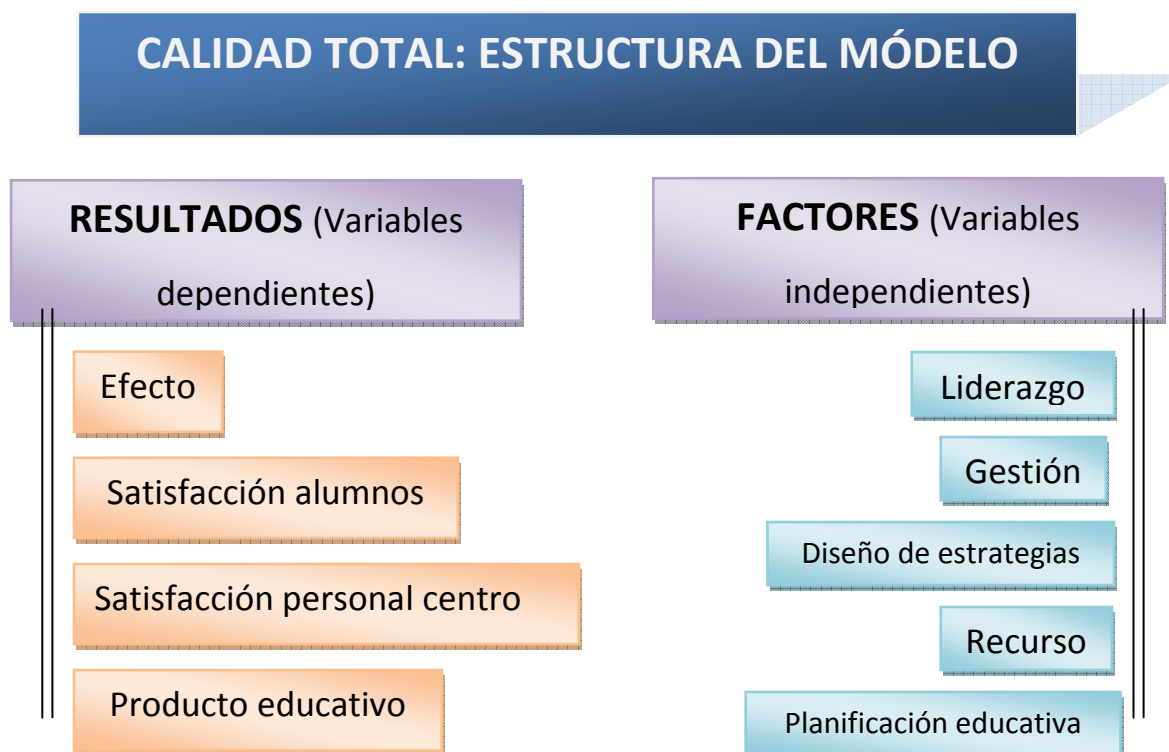 CALIDAD TOTAL: ESTRUCTURA DEL MÓDELO
RESULTADOS (Variables
dependientes)
Efecto
Satisfacción alumnos
Satisfacción personal centro
Producto educativo
FACTORES (Variables
independientes)
Liderazgo
Gestión
Diseño de estrategias
Recurso
Planificación educativa